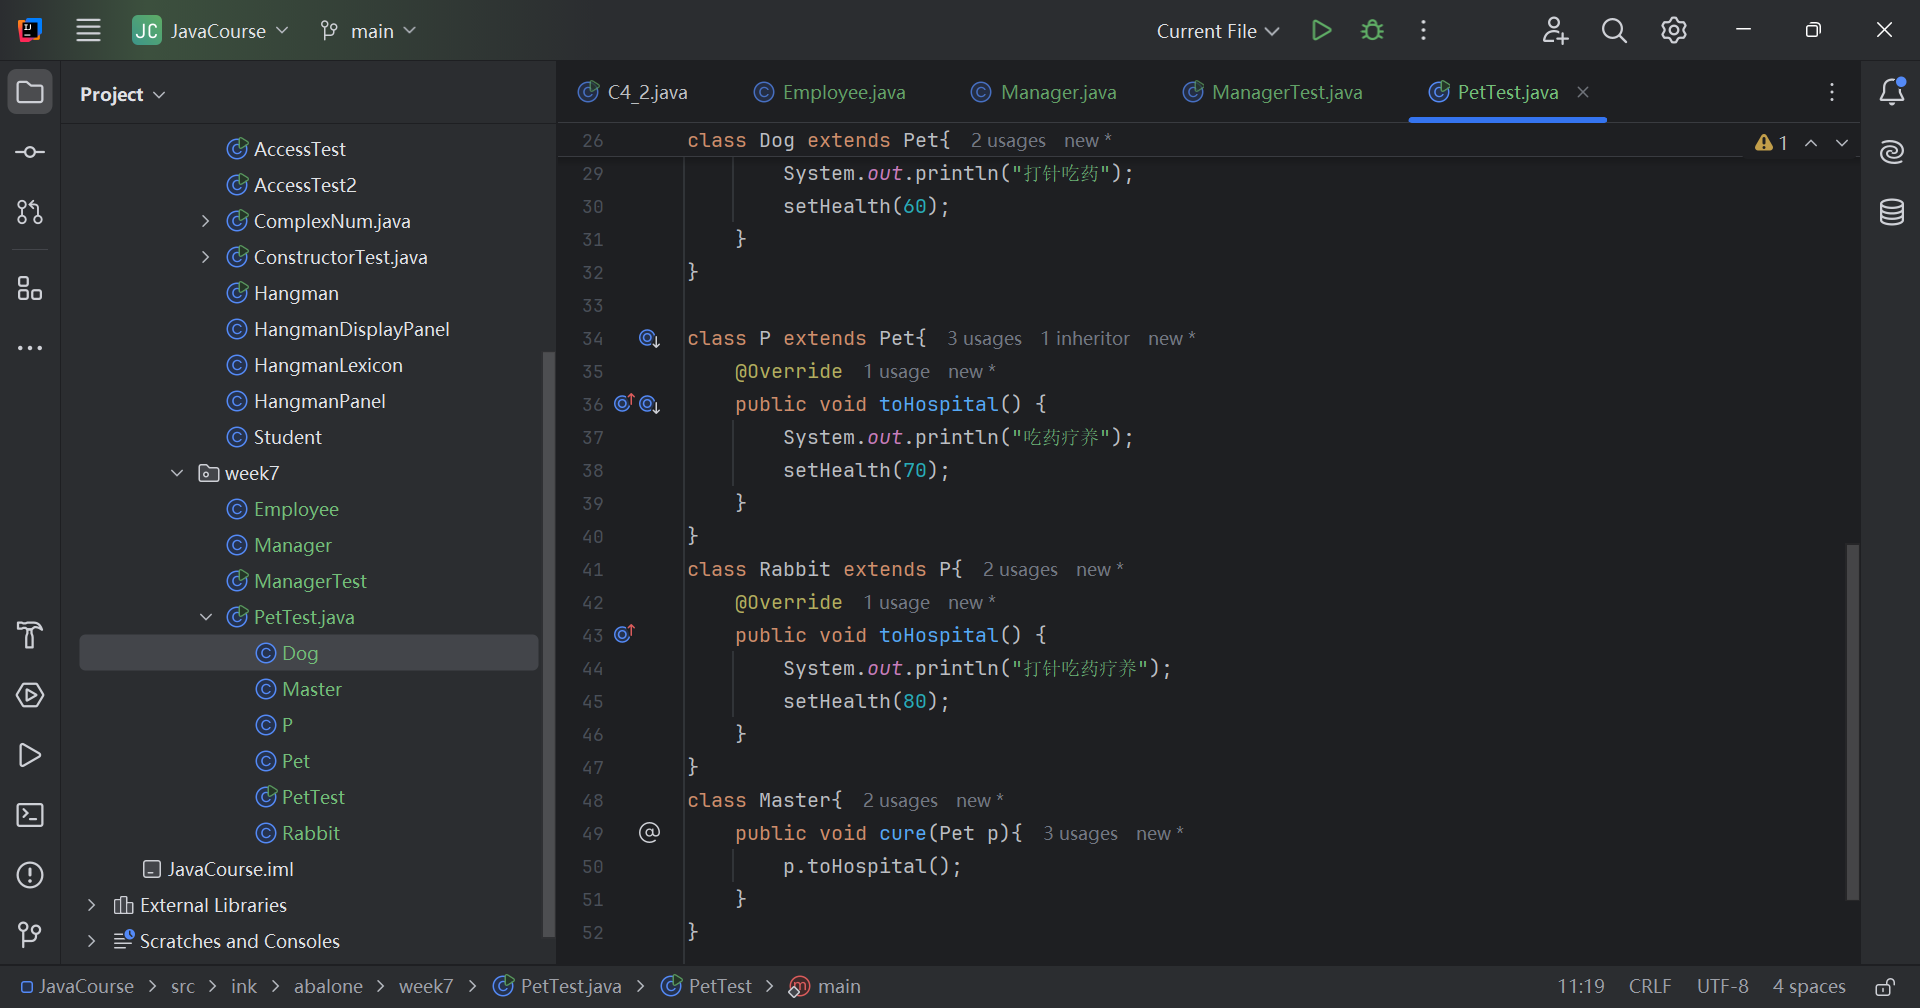 JC JavaCourse main Current File
Project
C4_2.java Employee.java Manager.java ManagerTest.java PetTest.java
AccessTest
AccessTest2
ComplexNum.java
ConstructorTest.java
Hangman
HangmanDisplayPanel
HangmanLexicon
HangmanPanel
Student
week7
Employee
Manager
ManagerTest
PetTest.java
Dog
Master
P
Pet
PetTest
Rabbit
JavaCourse.iml
External Libraries
Scratches and Consoles
26 class Dog extends Pet{ 2 usages new * 1
29 System.out.println("打针吃药");
30 setHealth(60);
31 }
32 }
33
34 class P extends Pet{ 3 usages 1 inheritor new *
35 @Override 1 usage new *
36 public void toHospital() {
37 System.out.println("吃药疗养");
38 setHealth(70);
39 }
40 }
41 class Rabbit extends P{ 2 usages new *
42 @Override 1 usage new *
43 public void toHospital() {
44 System.out.println("打针吃药疗养");
45 setHealth(80);
46 }
47 }
48 class Master{ 2 usages new *
49 public void cure(Pet p){ 3 usages new *
50 p.toHospital();
51 }
52 }
JavaCourse > src > ink > abalone > week7 > PetTest.java > PetTest > main 11:19 CRLF UTF-8 4 spaces